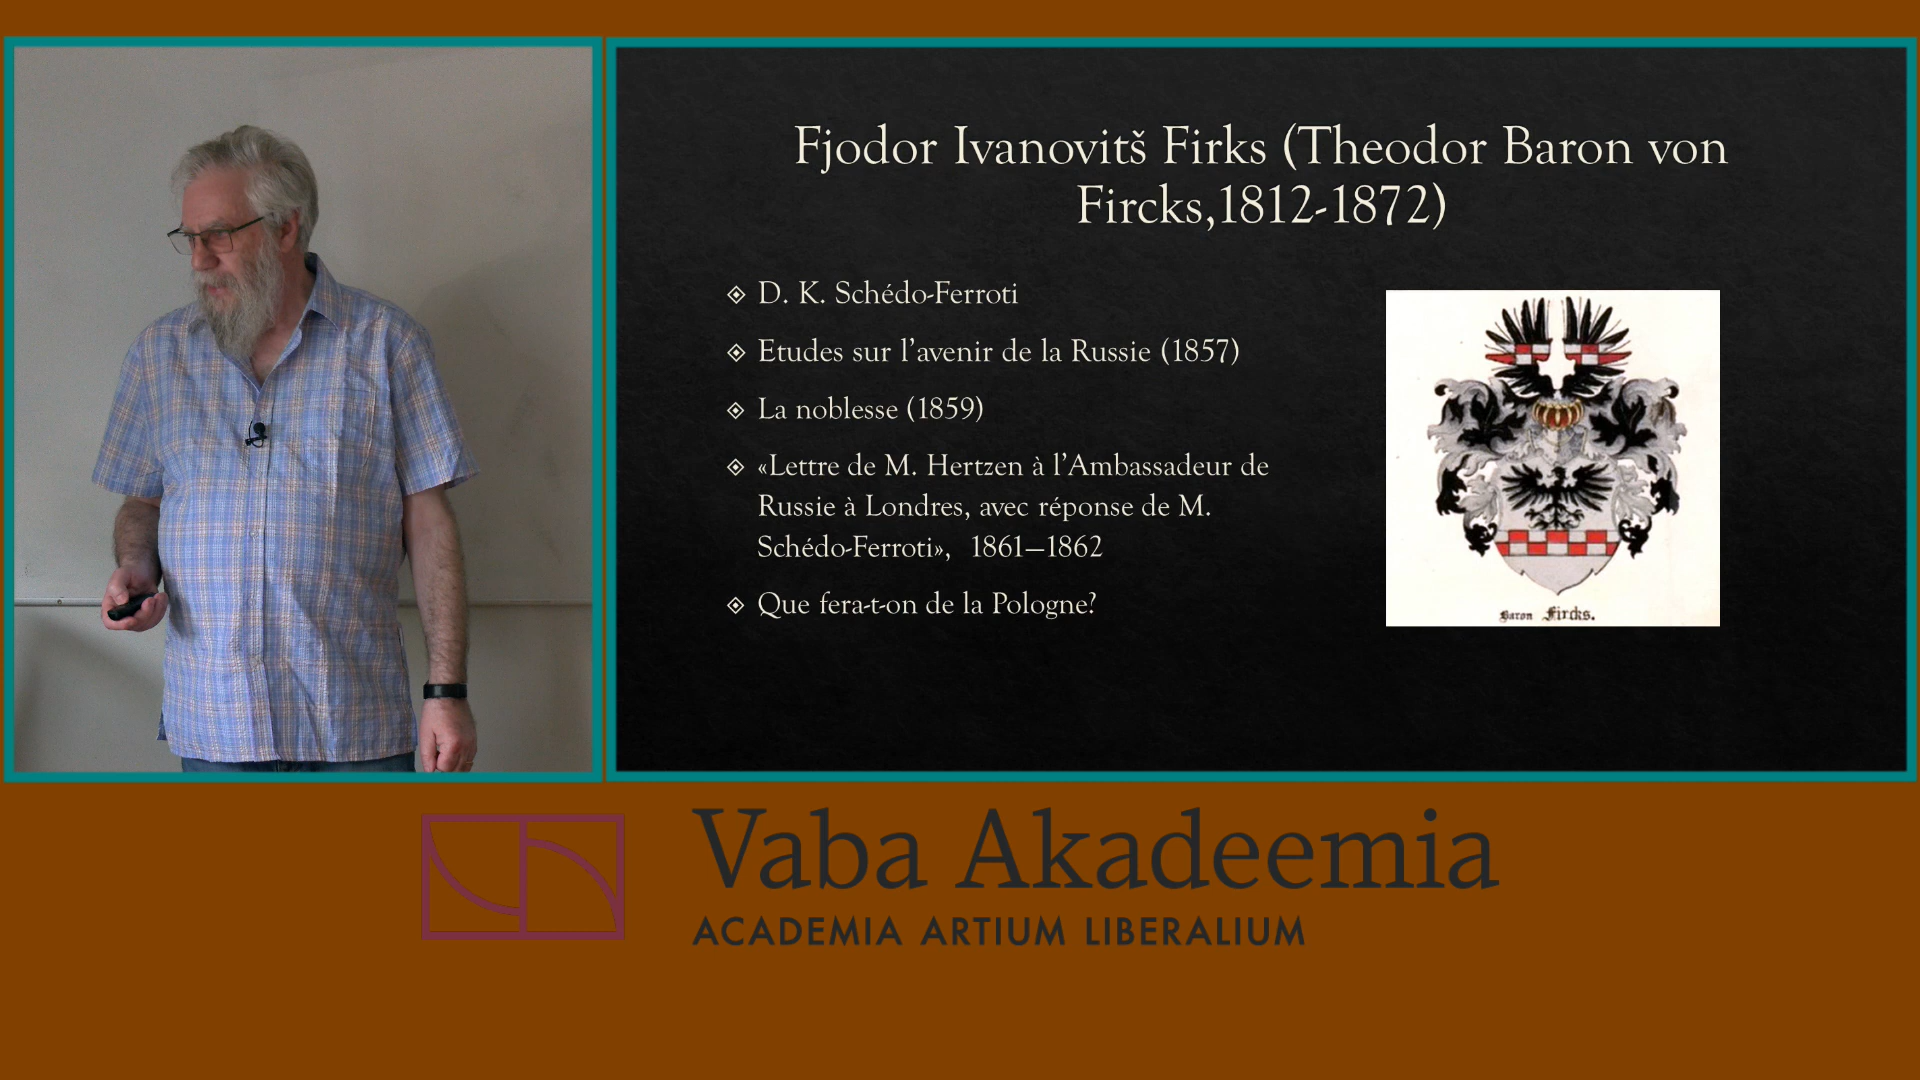 Fjodor Ivanovitš Firks (Theodor Baron von
Fircks,1812-1872)
D. K. Schédo-Ferroti
Etudes sur l’avenir de la Russie (1857)
La noblesse (1859)
«Lettre de M. Hertzen à l’Ambassadeur de
Russie à Londres, avec réponse de M.
Schédo-Ferroti»,  1861—1862
Que fera-t-on de la Pologne?
Baron Fircks.
Vaba Akadeemia
ACADEMIA ARTIUM LIBERALIUM